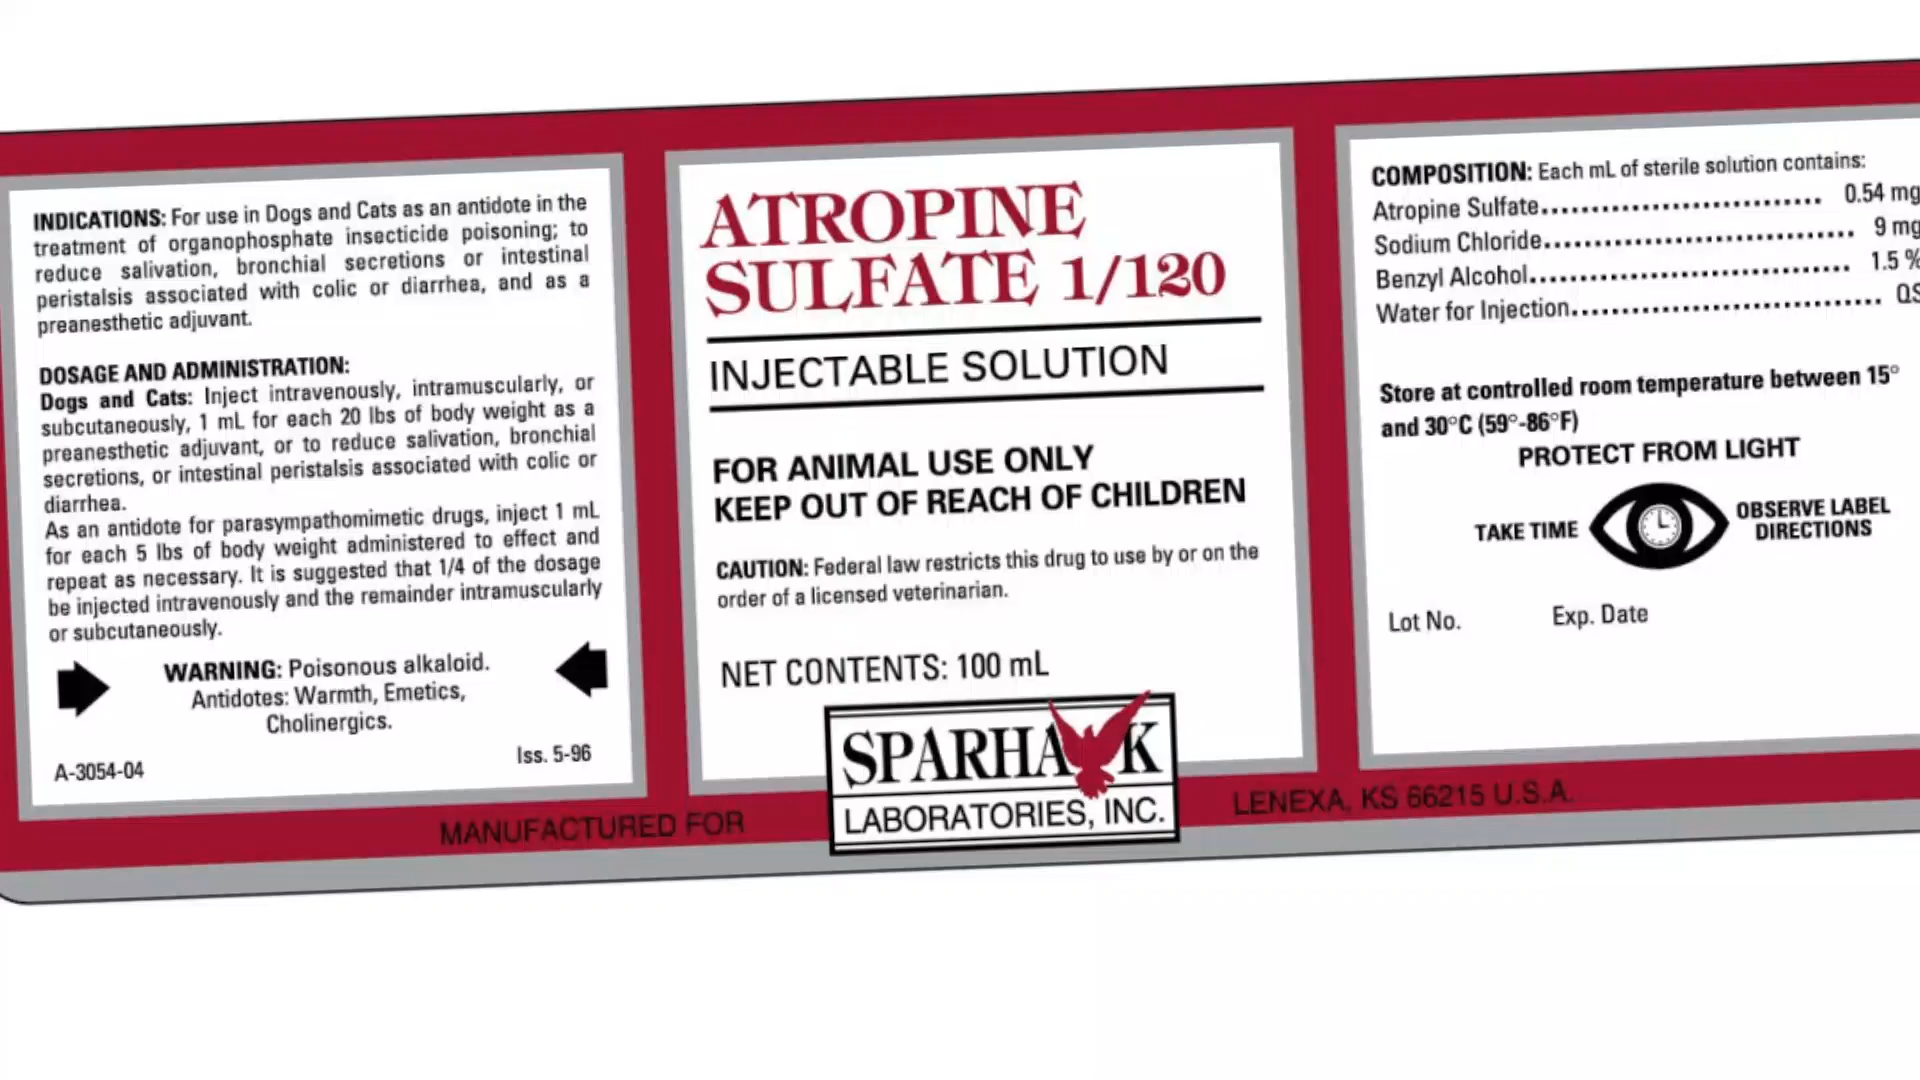 INDICATIONS: For use in Dogs and Cats as an antidote in the
treatment of organophosphate insecticide poisoning; to
reduce salivation, bronchial secretions or intestinal
peristalsis associated with colic or diarrhea, and as a
preanesthetic adjuvant.
DOSAGE AND ADMINISTRATION:
Dogs and Cats: Inject intravenously, intramuscularly, or
subcutaneously, 1 mL for each 20 lbs of body weight as a
preanesthetic adjuvant, or to reduce salivation, bronchial
secretions, or intestinal peristalsis associated with colic or
diarrhea.
As an antidote for parasympathomimetic drugs, inject 1 mL
for each 5 lbs of body weight administered to effect and
repeat as necessary. It is suggested that 1/4 of the dosage
be injected intravenously and the remainder intramuscularly
or subcutaneously.
WARNING: Poisonous alkaloid.
Antidotes: Warmth, Emetics,
Cholinergics.
A-3054-04 Iss. 5-96
ATROPINE
SULFATE 1/120
INJECTABLE SOLUTION
FOR ANIMAL USE ONLY
KEEP OUT OF REACH OF CHILDREN
CAUTION: Federal law restricts this drug to use by or on the
order of a licensed veterinarian.
NET CONTENTS: 100 mL
MANUFACTURED FOR
SPARHAWK
LABORATORIES, INC.
LENEXA, KS 66215 U.S.A.
COMPOSITION: Each mL of sterile solution contains:
Atropine Sulfate............................ 0.54 mg
Sodium Chloride............................... 9 mg
Benzyl Alcohol................................ 1.5 %
Water for Injection............................... QS
Store at controlled room temperature between 15°
and 30°C (59°-86°F)
PROTECT FROM LIGHT
TAKE TIME
OBSERVE LABEL
DIRECTIONS
Lot No. Exp. Date